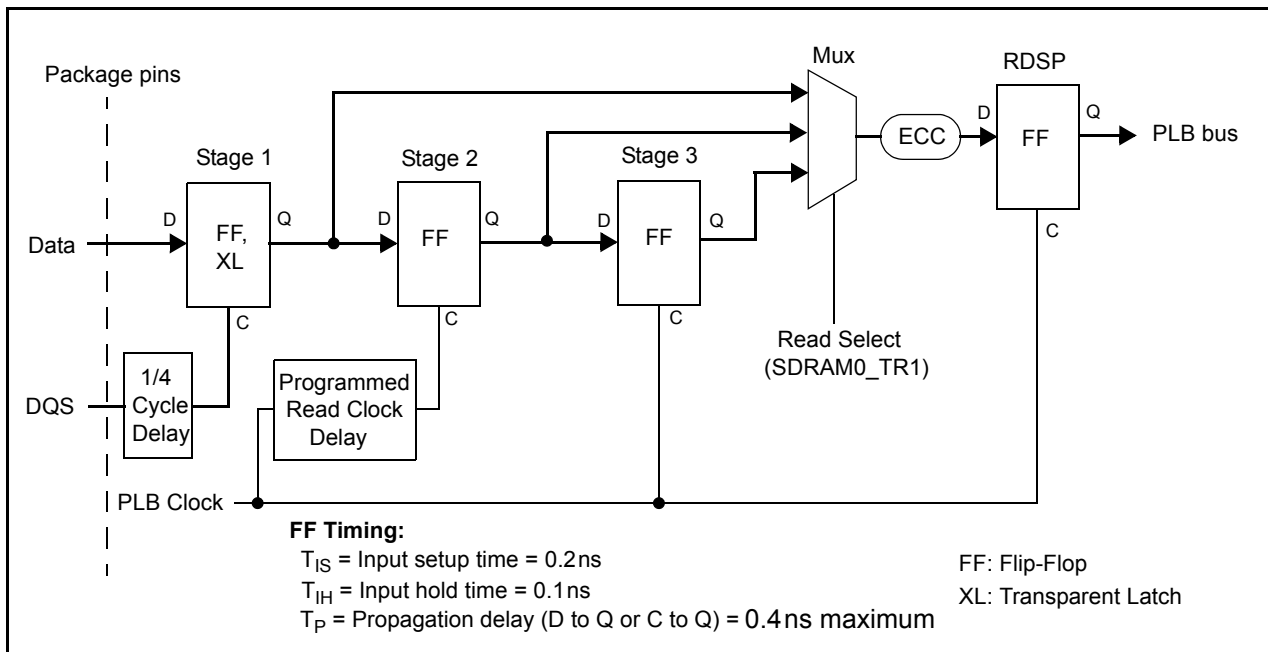 Package pins
Mux
RDSP
Stage 1
Stage 2
Stage 3
D
Q
FF,
XL
C
D
Q
FF
C
D
Q
FF
C
ECC
D
Q
FF
C
PLB bus
Data
DQS
1/4
Cycle
Delay
Programmed
Read Clock
Delay
Read Select
(SDRAM0_TR1)
PLB Clock
FF Timing:
TIS = Input setup time = 0.2ns
TIH = Input hold time = 0.1ns
TP = Propagation delay (D to Q or C to Q) = 0.4ns maximum
FF: Flip-Flop
XL: Transparent Latch